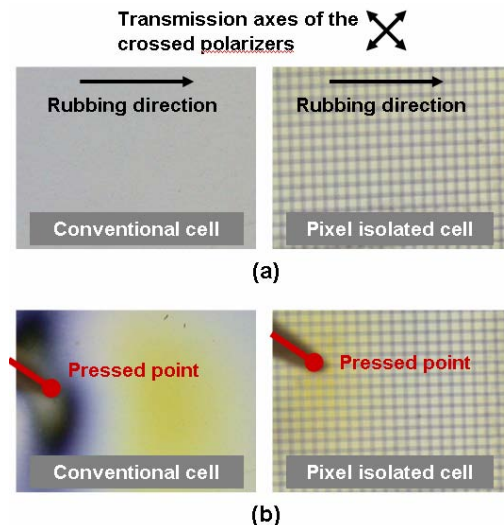 Transmission axes of the
crossed polarizers
Rubbing direction
Rubbing direction
Conventional cell
Pixel isolated cell
(a)
Pressed point
Pressed point
Conventional cell
Pixel isolated cell
(b)